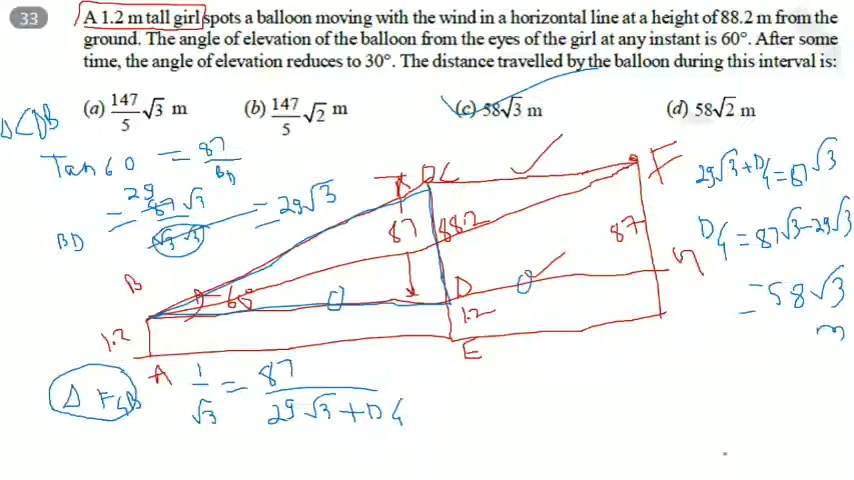 33
A 1.2 m tall girl spots a balloon moving with the wind in a horizontal line at a height of 88.2 m from the
ground. The angle of elevation of the balloon from the eyes of the girl at any instant is 60°. After some
time, the angle of elevation reduces to 30°. The distance travelled by the balloon during this interval is:
(a) 147/5 √3 m (b) 147/5 √2 m (c) 58√3 m (d) 58√2 m
Tan 60 = 87/BD
BD = 87√3/√3√3 = 29√3
29
C
F
87
88.2
87
B
60
D
1.2
1.2
A
E
29√3+DG = 87√3
DG = 87√3-29√3
= 58√3
m
Δ FGB
1/√3 = 87/29√3+DG